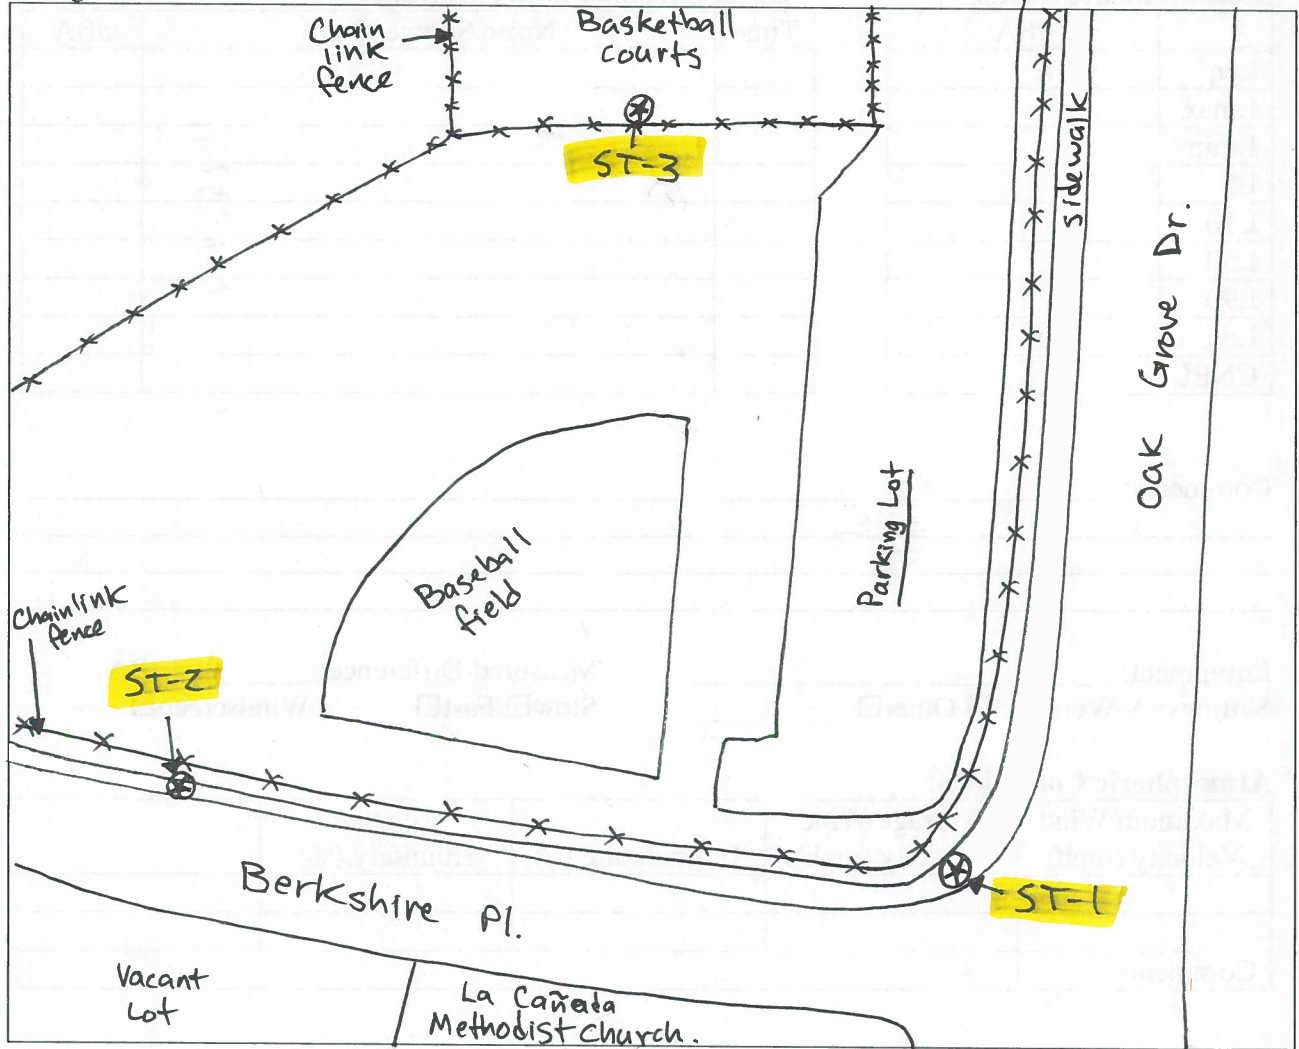 Chain
link
fence
Basketball
courts
ST-3
sidewalk
Oak Grove Dr.
Parking Lot
Baseball
field
Chainlink
fence
ST-2
ST-1
Berkshire Pl.
Vacant
Lot
La Cañada
Methodist Church.